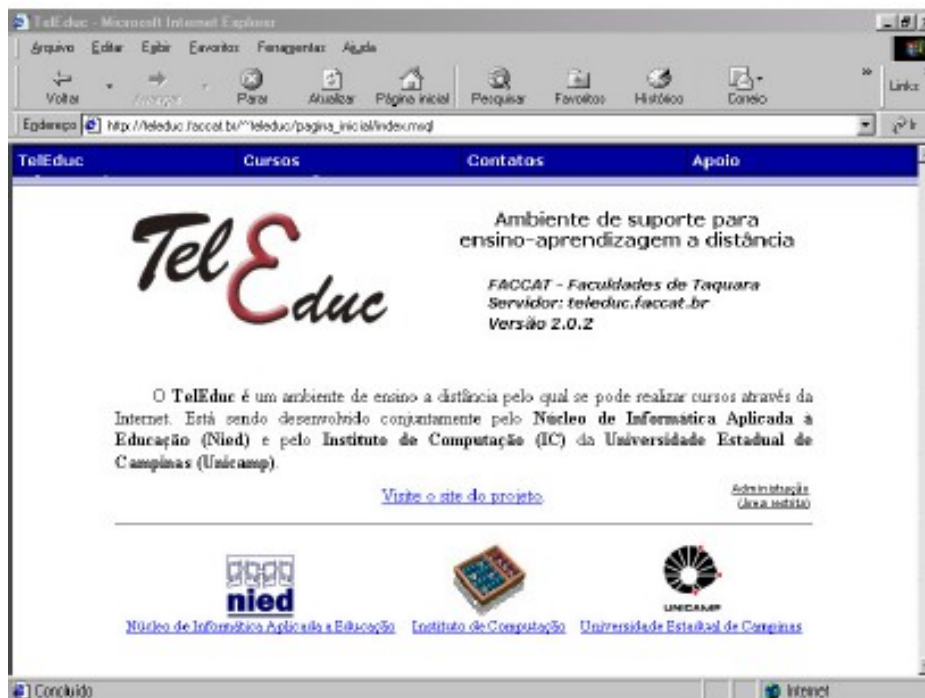 TelEduc - Microsoft Internet Explorer
Arquivo Editar Exibir Favoritos Ferramentas Ajuda
Voltar Avançar Parar Atualizar Página inicial Pesquisar Favoritos Histórico Correio Links
Endereço http://teleduc.faccat.br/~teleduc/pagina_inicial/index.msql Ir
TelEduc Cursos Contatos Apoio
TelEduc
Ambiente de suporte para
ensino-aprendizagem a distância
FACCAT - Faculdades de Taquara
Servidor: teleduc.faccat.br
Versão 2.0.2
O TelEduc é um ambiente de ensino a distância pelo qual se pode realizar cursos através da
Internet. Está sendo desenvolvido conjuntamente pelo Núcleo de Informática Aplicada à
Educação (Nied) e pelo Instituto de Computação (IC) da Universidade Estadual de
Campinas (Unicamp).
Visite o site do projeto.
Administração
(área restrita)
nied
UNICAMP
Núcleo de Informática Aplicada a Educação Instituto de Computação Universidade Estadual de Campinas
Concluído Internet